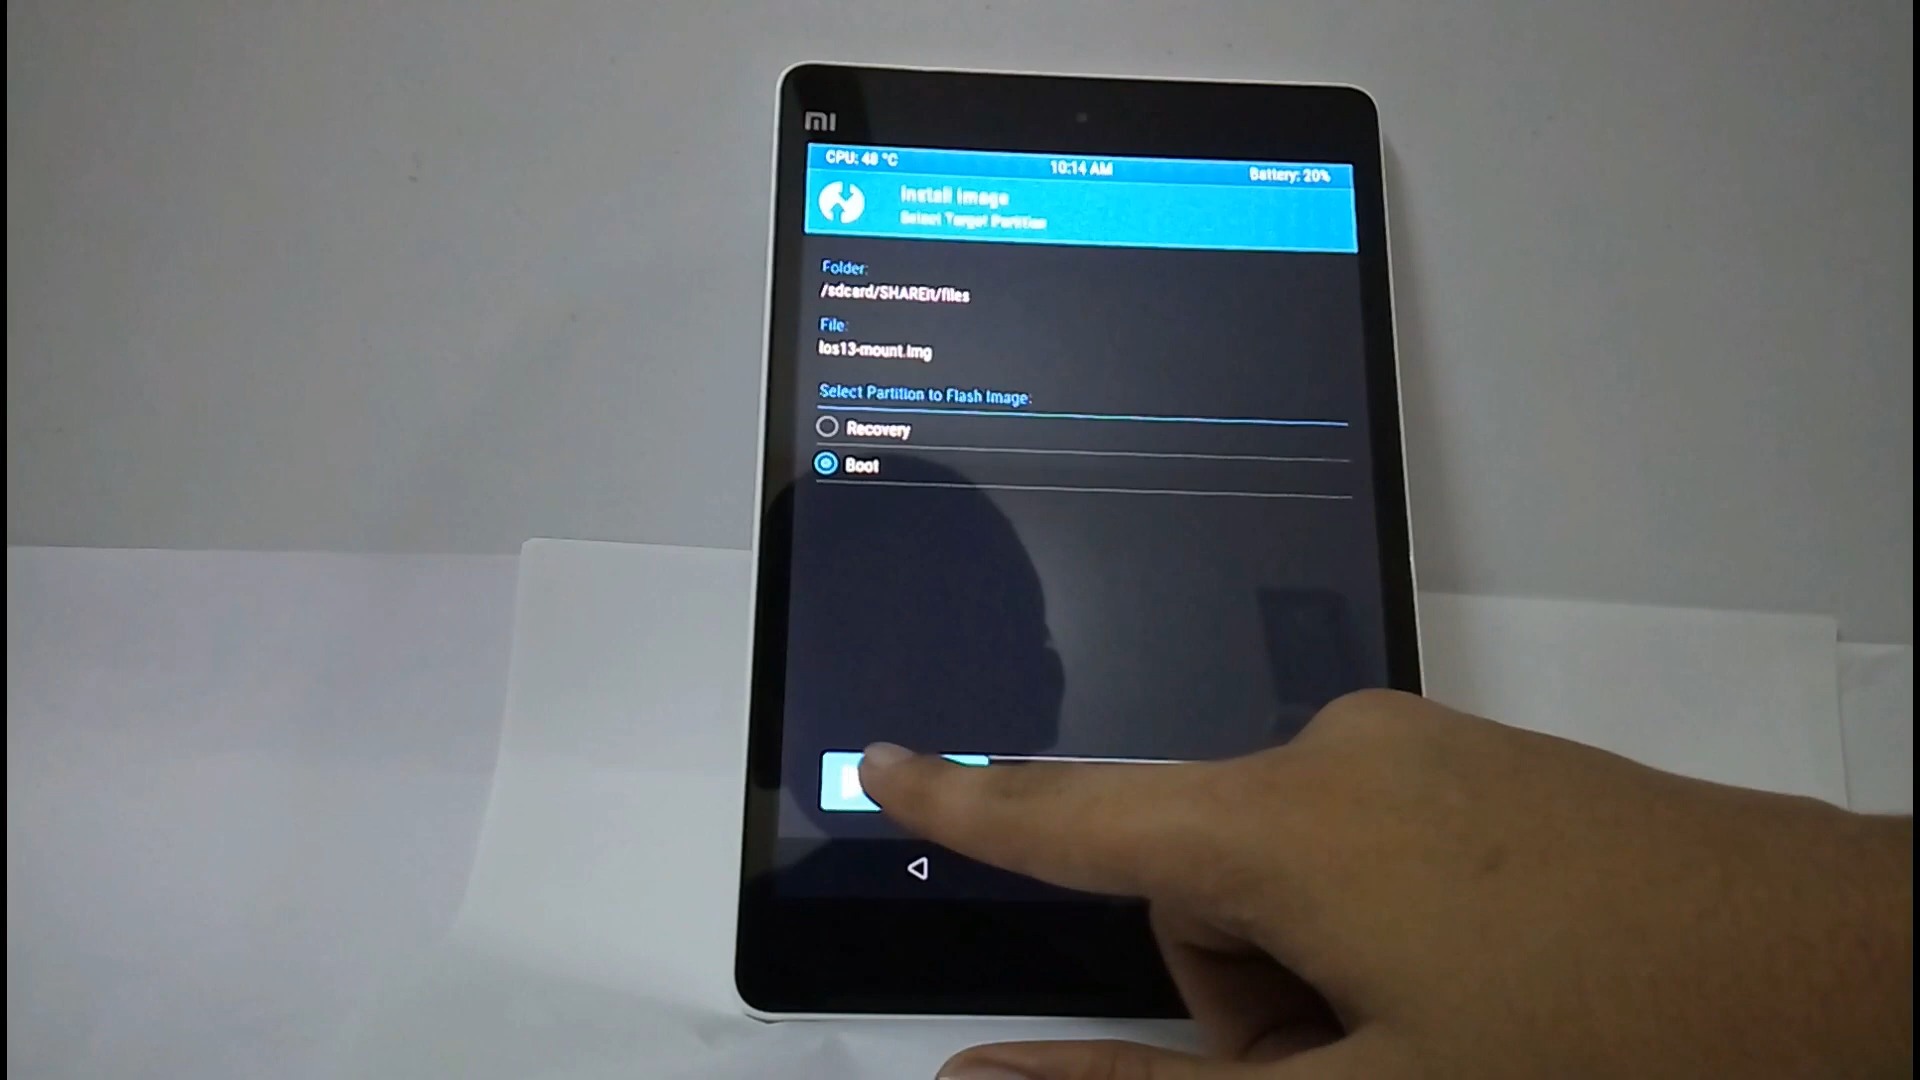 MI
CPU: 48 °C
10:14 AM
Battery: 20%
Install Image
Select Target Partition
Folder:
/sdcard/SHAREit/files
File:
los13-mount.img
Select Partition to Flash Image:
Recovery
Boot